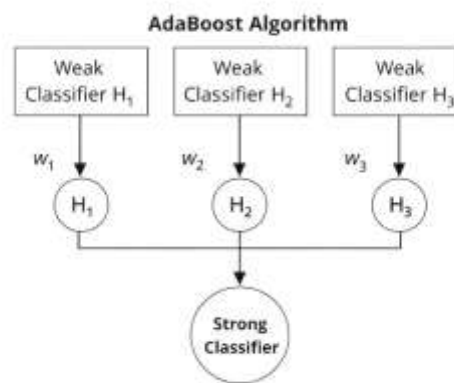 AdaBoost Algorithm
Weak Classifier H₁
Weak Classifier H₂
Weak Classifier H₃
w₁
w₂
w₃
H₁
H₂
H₃
Strong
Classifier